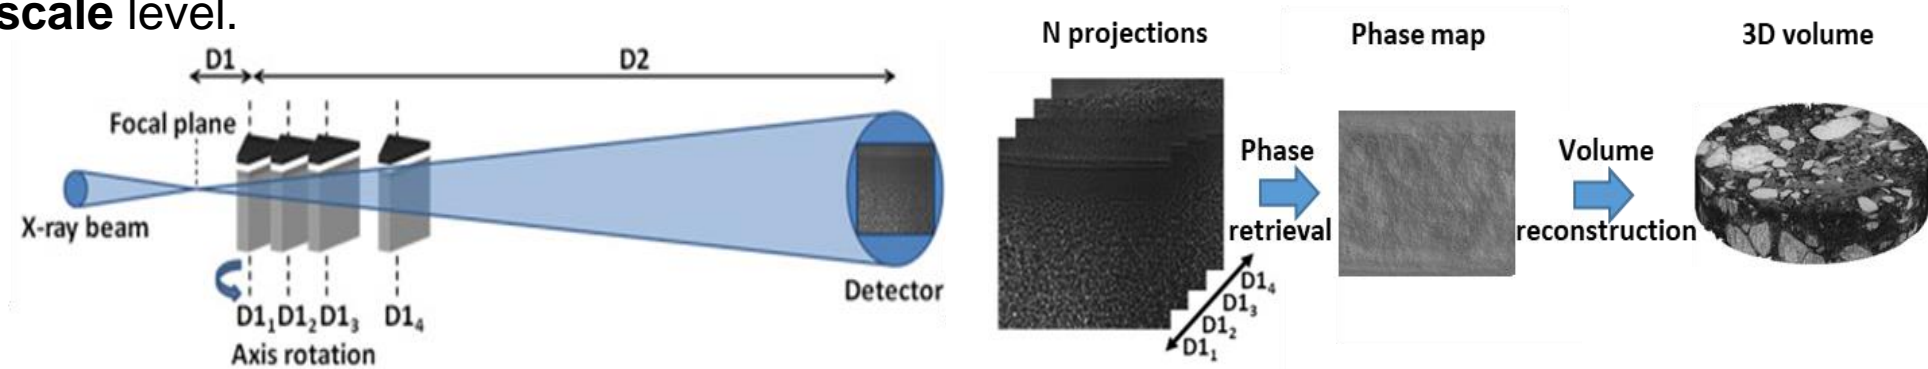 scale level.
D1
D2
Focal plane
X-ray beam
Detector
D1₁ D1₂ D1₃ D1₄
Axis rotation
N projections
Phase map
3D volume
Phase
retrieval
Volume
reconstruction
D1₄
D1₃
D1₂
D1₁